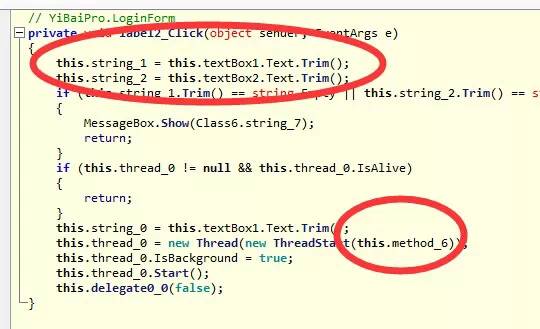 // YiBaiPro.LoginForm
private void label2_Click(object sender, EventArgs e)
{
this.string_1 = this.textBox1.Text.Trim();
this.string_2 = this.textBox2.Text.Trim();
if (this.string_1.Trim() == string.Empty || this.string_2.Trim() == st
{
MessageBox.Show(Class6.string_7);
return;
}
if (this.thread_0 != null && this.thread_0.IsAlive)
{
return;
}
this.string_0 = this.textBox1.Text.Trim();
this.thread_0 = new Thread(new ThreadStart(this.method_6));
this.thread_0.IsBackground = true;
this.thread_0.Start();
this.delegate0_0(false);
}